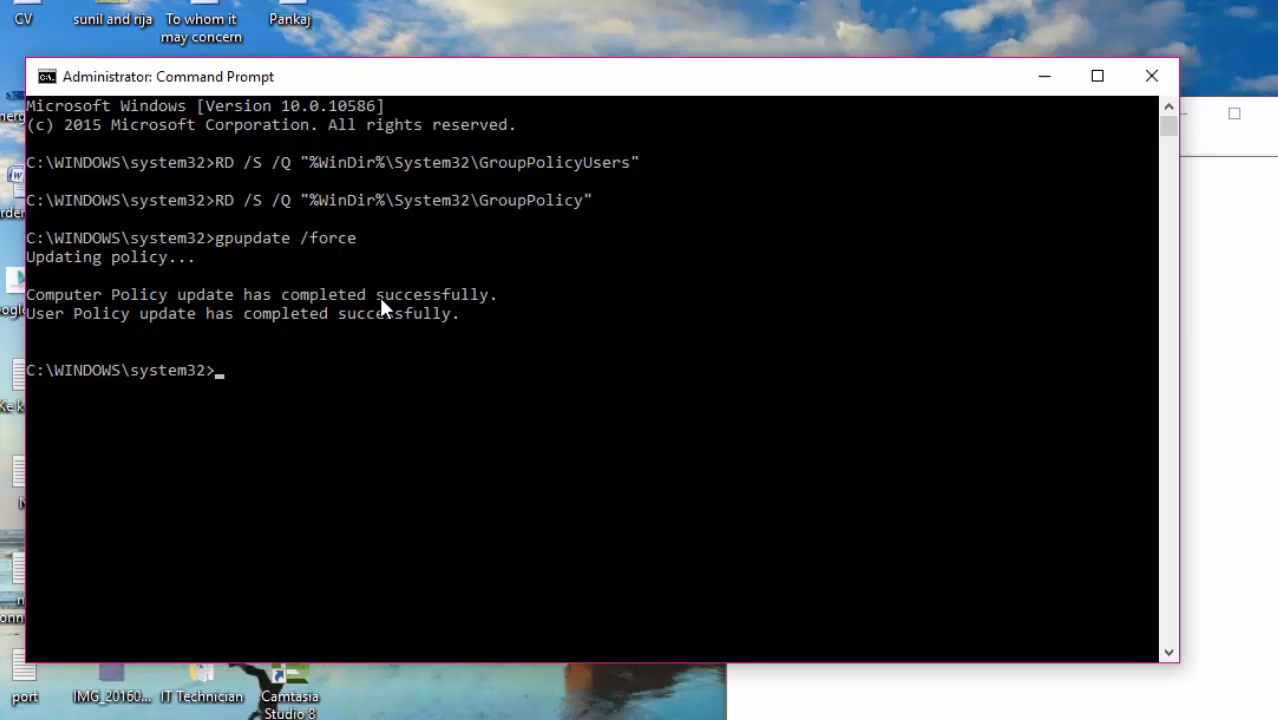 CV
sunil and rija
To whom it
may concern
Pankaj
Administrator: Command Prompt
Microsoft Windows [Version 10.0.10586]
(c) 2015 Microsoft Corporation. All rights reserved.
C:\WINDOWS\system32>RD /S /Q "%WinDir%\System32\GroupPolicyUsers"
C:\WINDOWS\system32>RD /S /Q "%WinDir%\System32\GroupPolicy"
C:\WINDOWS\system32>gpupdate /force
Updating policy...
Computer Policy update has completed successfully.
User Policy update has completed successfully.
C:\WINDOWS\system32>
port
IMG_20160...
IT Technician
Camtasia
Studio 8